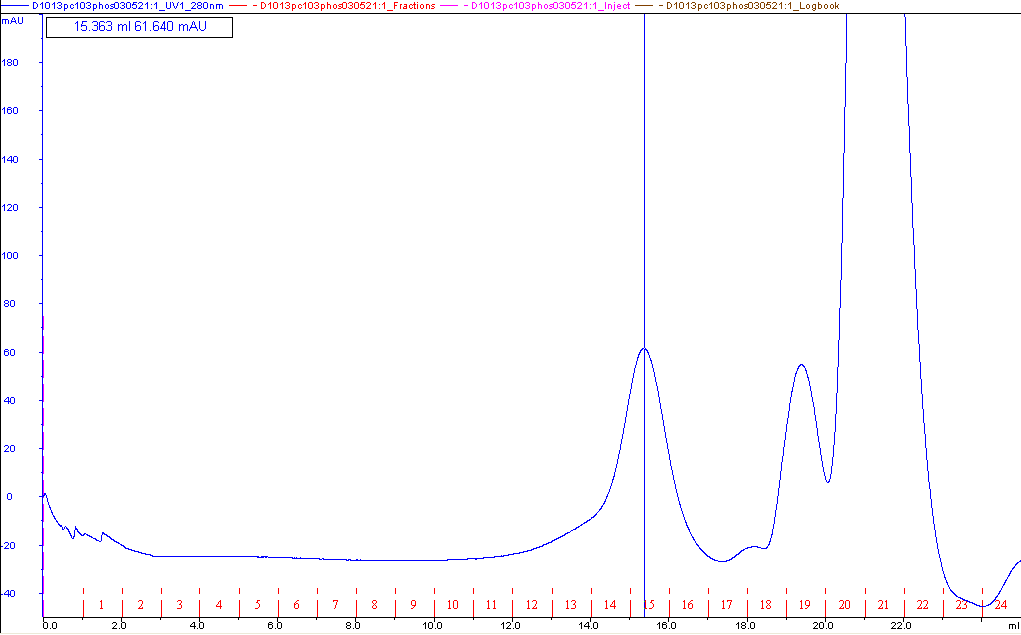 D1013pc103phos030521:1_UV1_280nm D1013pc103phos030521:1_Fractions D1013pc103phos030521:1_Inject D1013pc103phos030521:1_Logbook
mAU
15.363 ml 61.640 mAU
180
160
140
120
100
80
60
40
20
0
-20
-40
1 2 3 4 5 6 7 8 9 10 11 12 13 14 15 16 17 18 19 20 21 22 23 24
0.0 2.0 4.0 6.0 8.0 10.0 12.0 14.0 16.0 18.0 20.0 22.0 ml